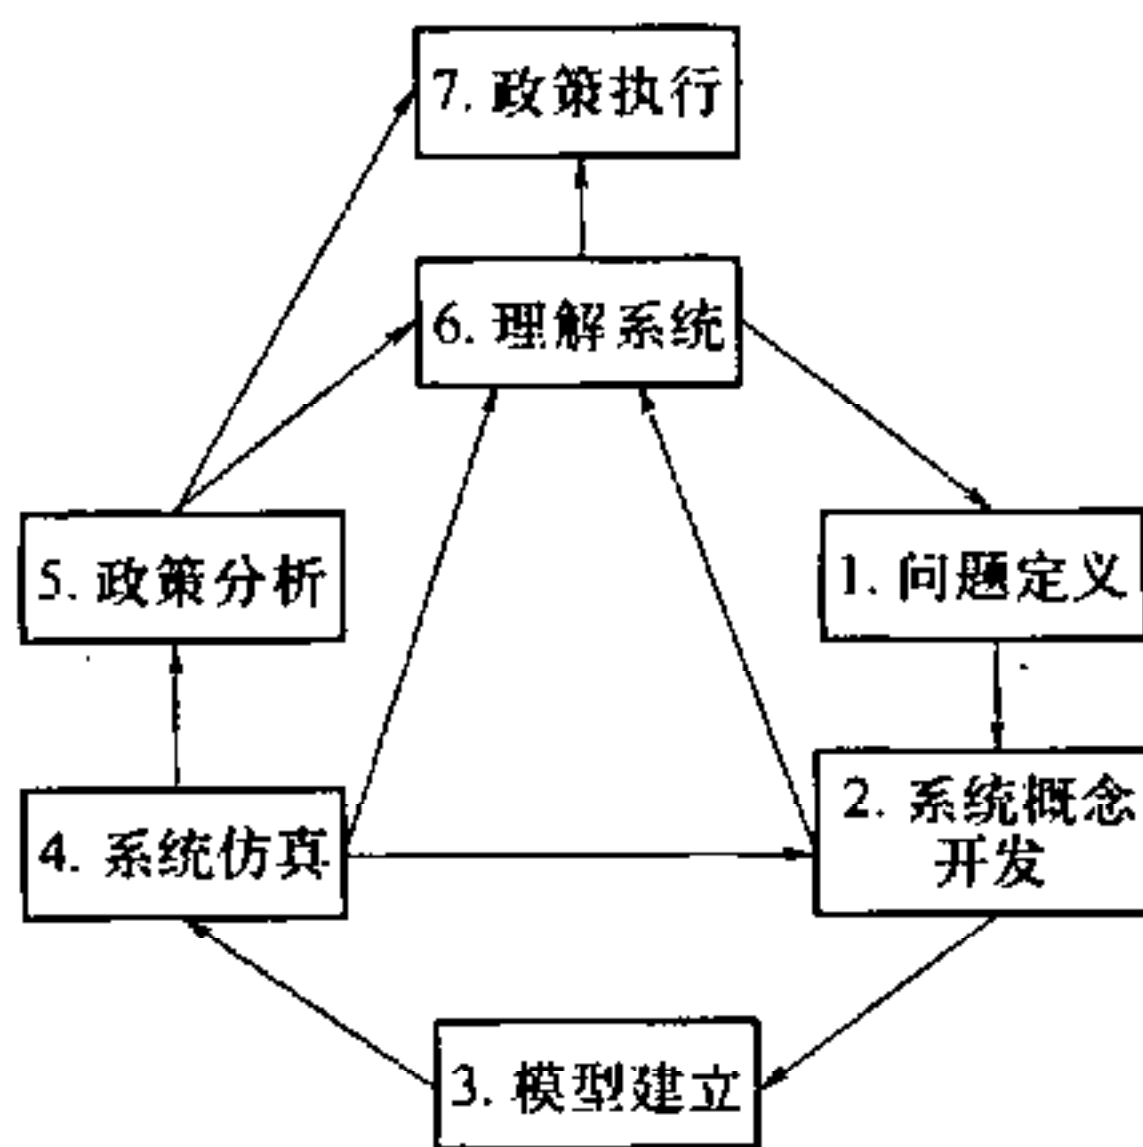 7. 政策执行
6. 理解系统
5. 政策分析
1. 问题定义
4. 系统仿真
2. 系统概念
开发
3. 模型建立